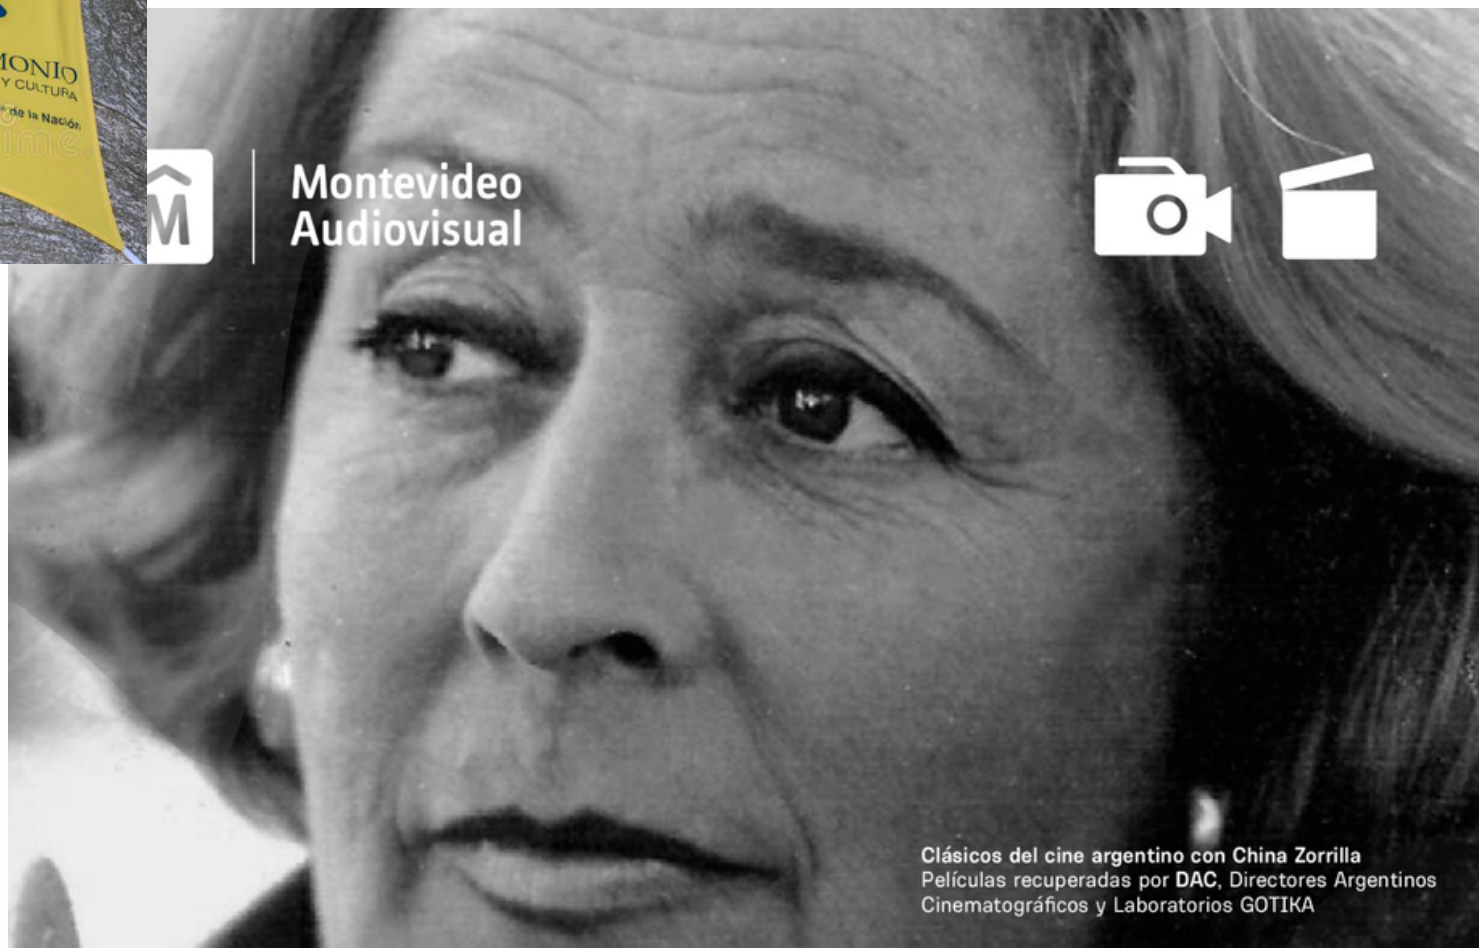 MONIO
Y CULTURA
de la Nación
ime
M
Montevideo
Audiovisual
Clásicos del cine argentino con China Zorrilla
Películas recuperadas por DAC, Directores Argentinos
Cinematográficos y Laboratorios GOTIKA